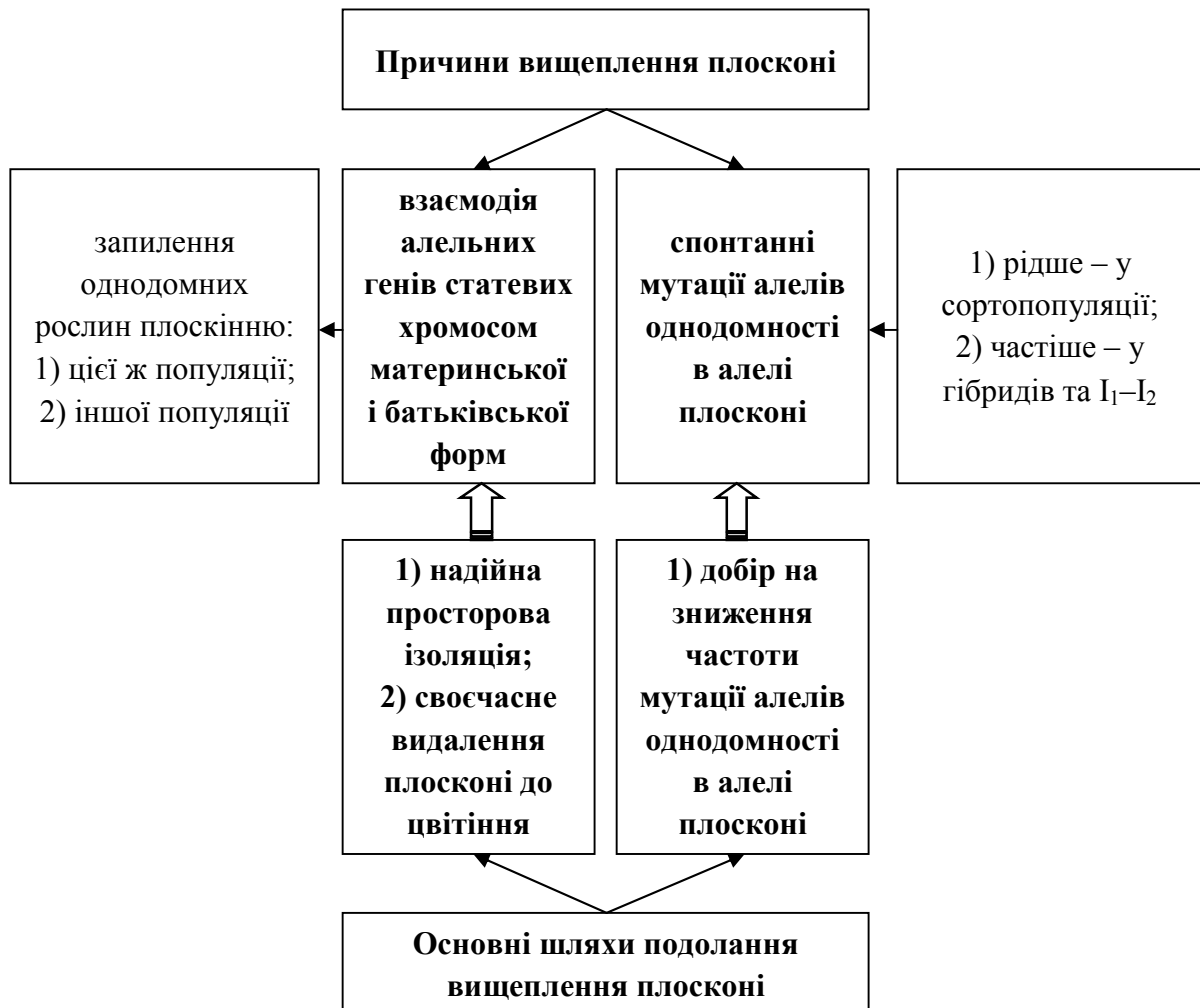 Причини вищеплення плосконі
запилення
однодомних
рослин плоскінню:
1) цієї ж популяції;
2) іншої популяції
взаємодія
алельних
генів статевих
хромосом
материнської
і батьківської
форм
спонтанні
мутації алелів
однодомності
в алелі
плосконі
1) рідше – у
сортопопуляції;
2) частіше – у
гібридів та I₁–I₂
1) надійна
просторова
ізоляція;
2) своєчасне
видалення
плосконі до
цвітіння
1) добір на
зниження
частоти
мутації алелів
однодомності
в алелі
плосконі
Основні шляхи подолання
вищеплення плосконі